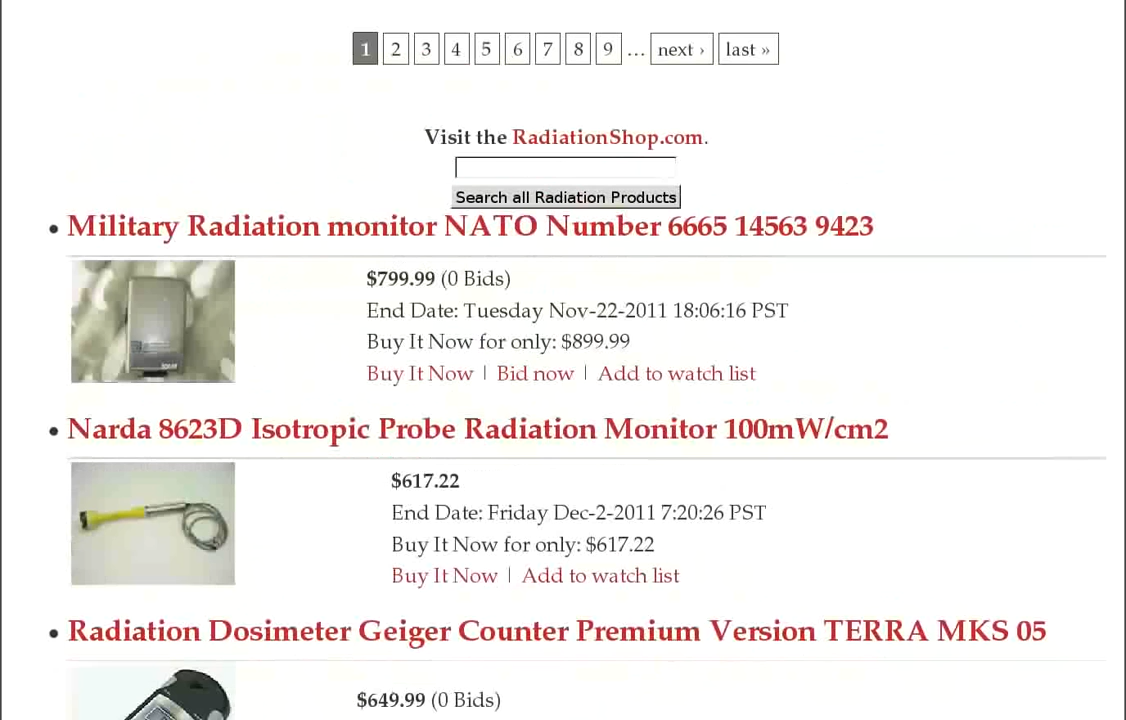 1 2 3 4 5 6 7 8 9 … next › last »
Visit the RadiationShop.com.
Search all Radiation Products
• Military Radiation monitor NATO Number 6665 14563 9423
$799.99 (0 Bids)
End Date: Tuesday Nov-22-2011 18:06:16 PST
Buy It Now for only: $899.99
Buy It Now | Bid now | Add to watch list
• Narda 8623D Isotropic Probe Radiation Monitor 100mW/cm2
$617.22
End Date: Friday Dec-2-2011 7:20:26 PST
Buy It Now for only: $617.22
Buy It Now | Add to watch list
• Radiation Dosimeter Geiger Counter Premium Version TERRA MKS 05
$649.99 (0 Bids)